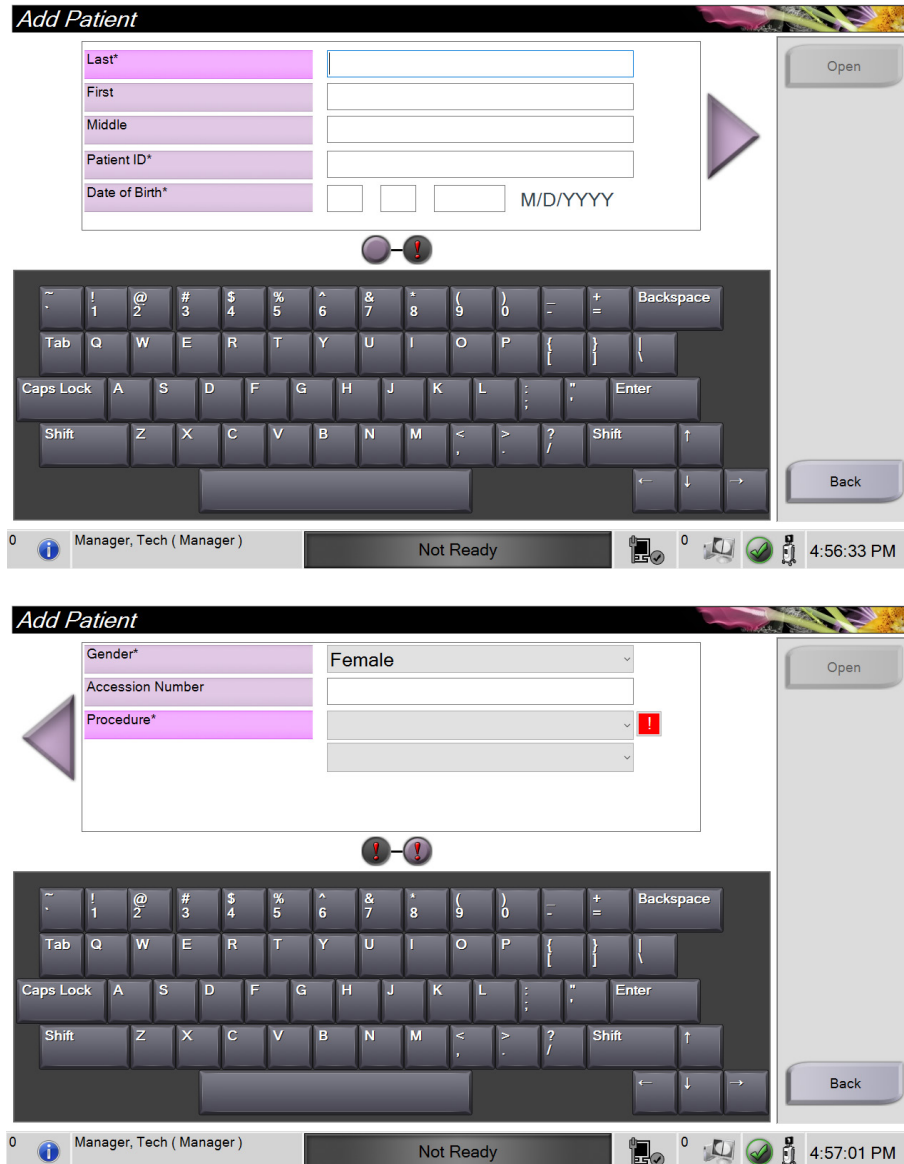 Add Patient
Last*
First
Middle
Patient ID*
Date of Birth* M/D/YYYY
Open
~ ! @ # $ % ^ & * ( ) _ + Backspace
` 1 2 3 4 5 6 7 8 9 0 - =
Tab Q W E R T Y U I O P { } |
[ ] \
Caps Lock A S D F G H J K L : " Enter
; '
Shift Z X C V B N M < > ? Shift ↑
, . /
← ↓ →
Back
0 Manager, Tech ( Manager ) Not Ready 0 4:56:33 PM
Add Patient
Gender* Female
Accession Number
Procedure* !
Open
~ ! @ # $ % ^ & * ( ) _ + Backspace
` 1 2 3 4 5 6 7 8 9 0 - =
Tab Q W E R T Y U I O P { } |
[ ] \
Caps Lock A S D F G H J K L : " Enter
; '
Shift Z X C V B N M < > ? Shift ↑
, . /
← ↓ →
Back
0 Manager, Tech ( Manager ) Not Ready 0 4:57:01 PM